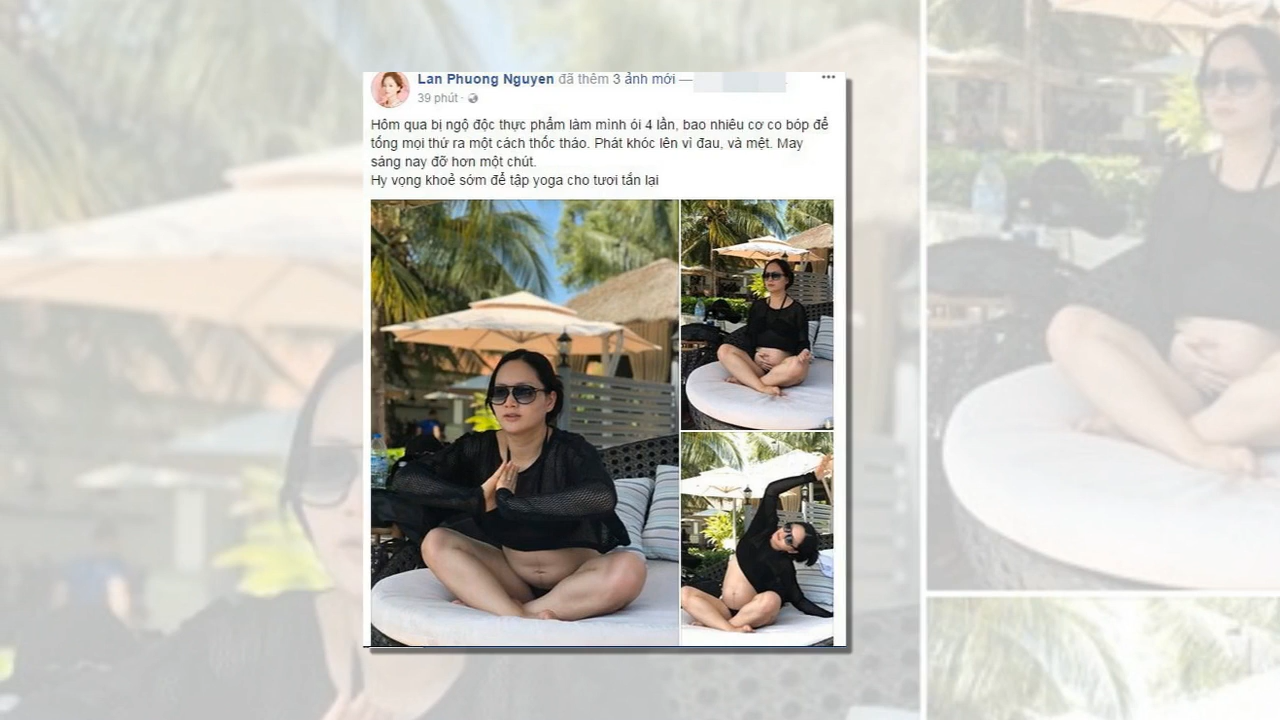 Lan Phuong Nguyen đã thêm 3 ảnh mới —
39 phút ·
Hôm qua bị ngộ độc thực phẩm làm mình ói 4 lần, bao nhiêu cơ co bóp để
tống mọi thứ ra một cách thốc tháo. Phát khóc lên vì đau, và mệt. May
sáng nay đỡ hơn một chút.
Hy vọng khoẻ sớm để tập yoga cho tươi tắn lại